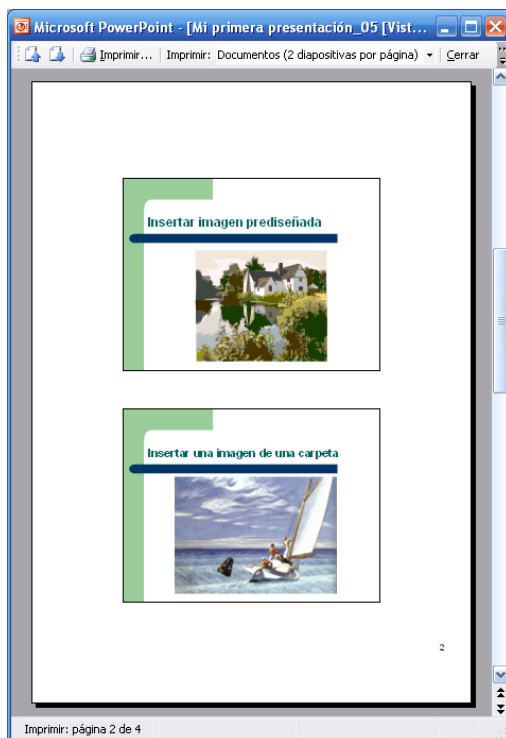 Microsoft PowerPoint - [Mi primera presentación_05 [Vist...
Imprimir... Imprimir: Documentos (2 diapositivas por página) Cerrar
Insertar imagen prediseñada
Insertar una imagen de una carpeta
2
Imprimir: página 2 de 4